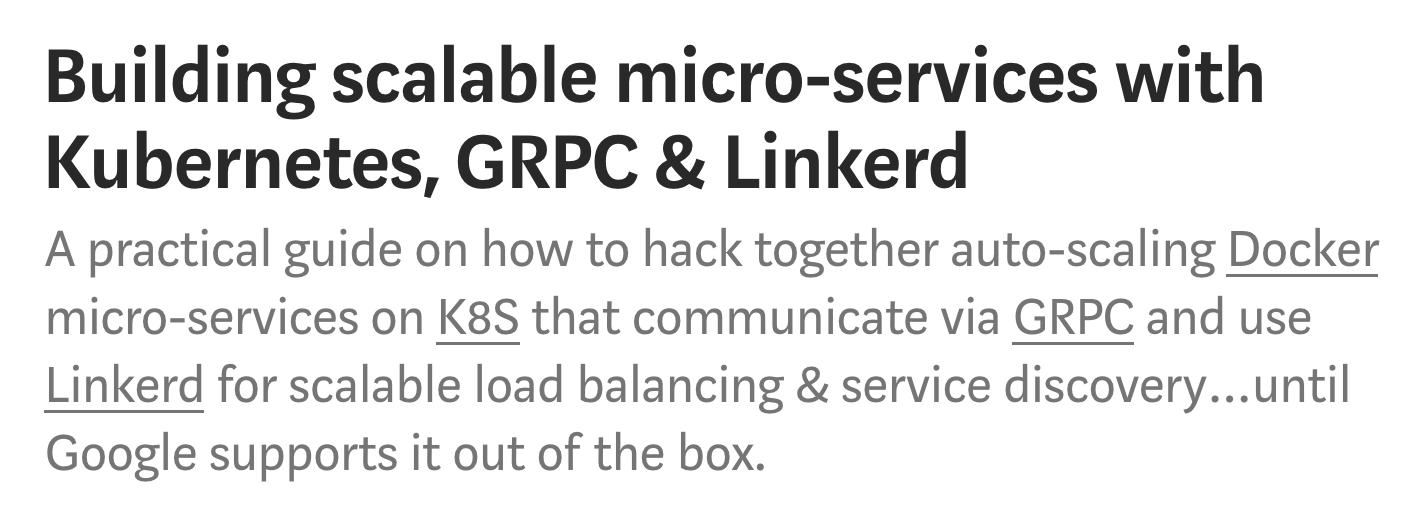 Building scalable micro-services with
Kubernetes, GRPC & Linkerd
A practical guide on how to hack together auto-scaling Docker
micro-services on K8S that communicate via GRPC and use
Linkerd for scalable load balancing & service discovery…until
Google supports it out of the box.